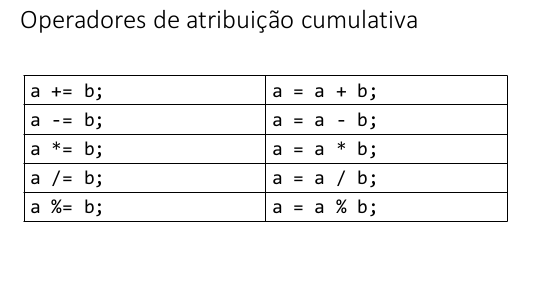 Operadores de atribuição cumulativa
a += b; a = a + b;
a -= b; a = a - b;
a *= b; a = a * b;
a /= b; a = a / b;
a %= b; a = a % b;